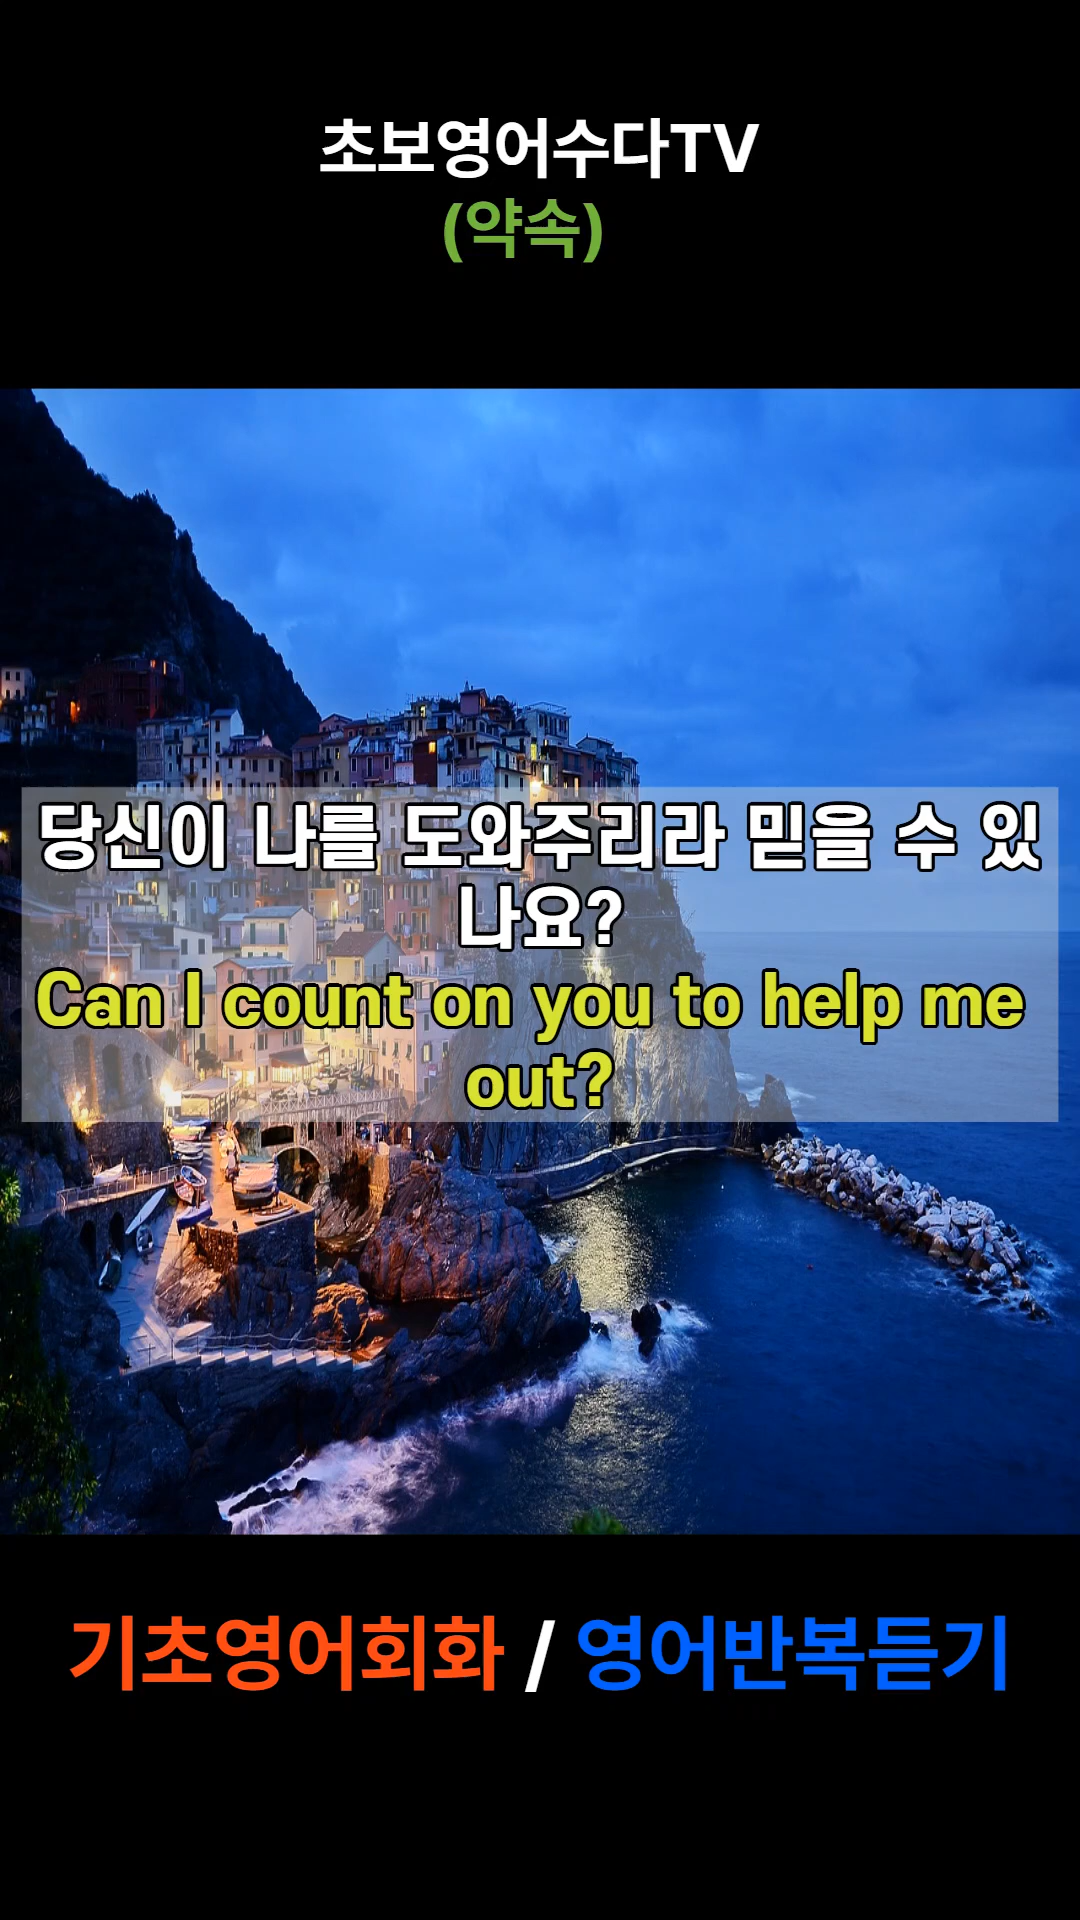 초보영어수다TV
(약속)
당신이 나를 도와주리라 믿을 수 있
나요?
Can I count on you to help me
out?
기초영어회화 / 영어반복듣기